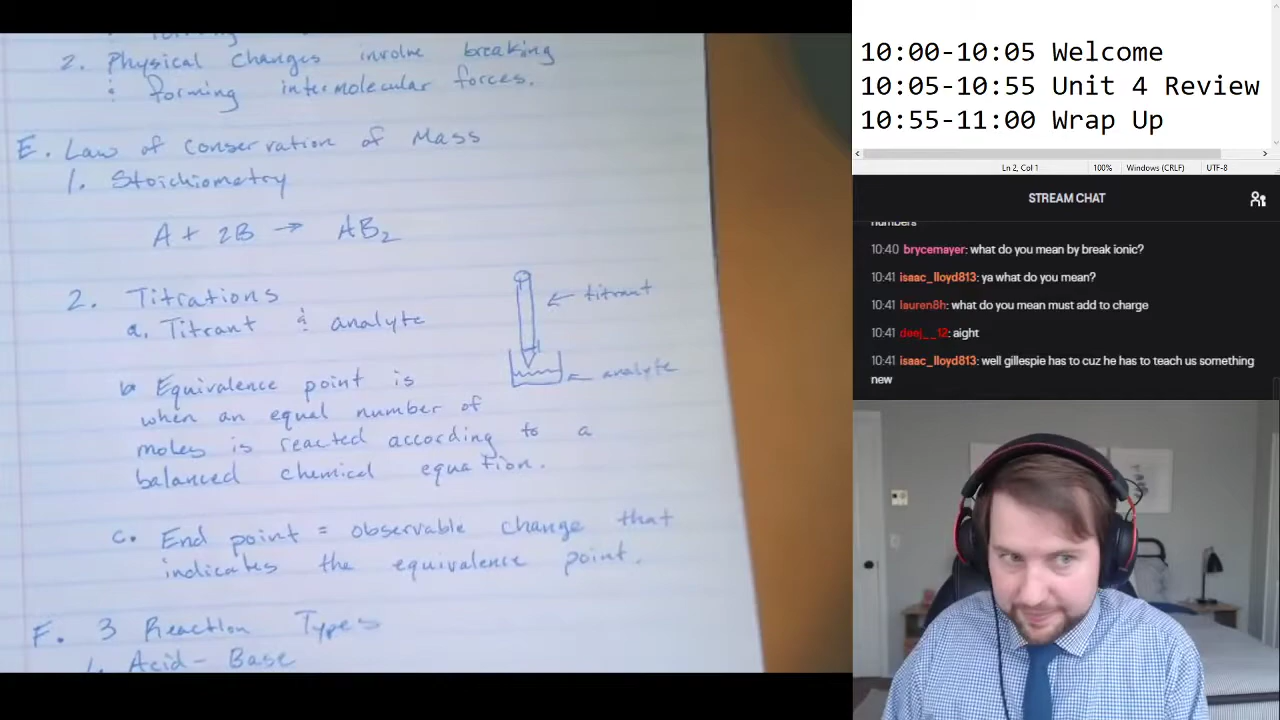 2. Physical changes involve breaking
& forming intermolecular forces.
E. Law of conservation of Mass
1. Stoichiometry
A + 2B → AB2
2. Titrations
a. Titrant & analyte
← titrant
← analyte
b Equivalence point is
when an equal number of
moles is reacted according to a
balanced chemical equation.
c. End point = observable change that
indicates the equivalence point.
F. 3 Reaction Types
1. Acid - Base
10:00-10:05 Welcome
10:05-10:55 Unit 4 Review
10:55-11:00 Wrap Up
Ln 2, Col 1 100% Windows (CRLF) UTF-8
STREAM CHAT
numbers
10:40 brycemayer: what do you mean by break ionic?
10:41 isaac_lloyd813: ya what do you mean?
10:41 lauren8h: what do you mean must add to charge
10:41 deej__12: aight
10:41 isaac_lloyd813: well gillespie has to cuz he has to teach us something
new